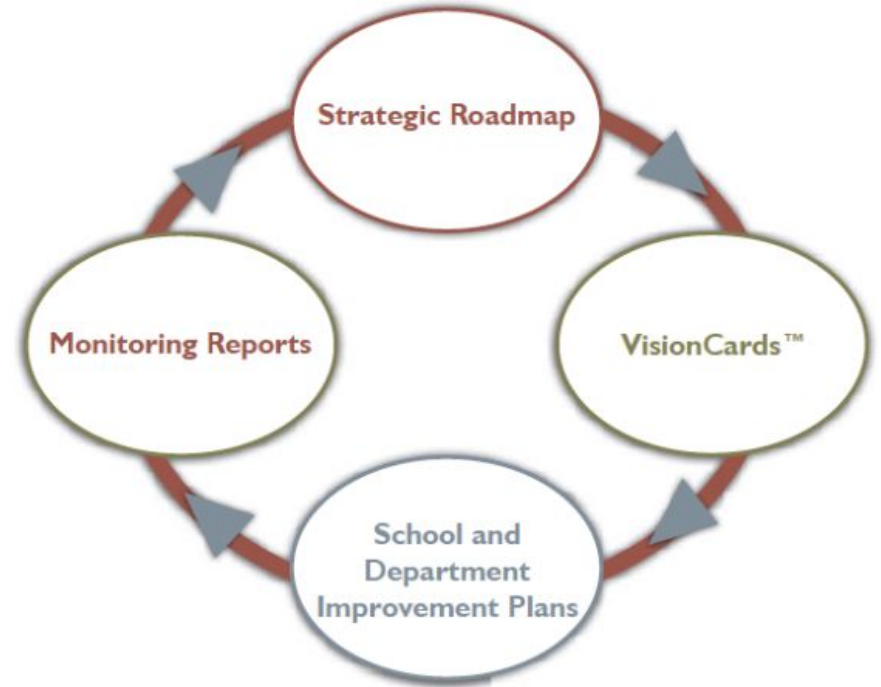 Strategic Roadmap
Monitoring Reports
VisionCards™
School and
Department
Improvement Plans